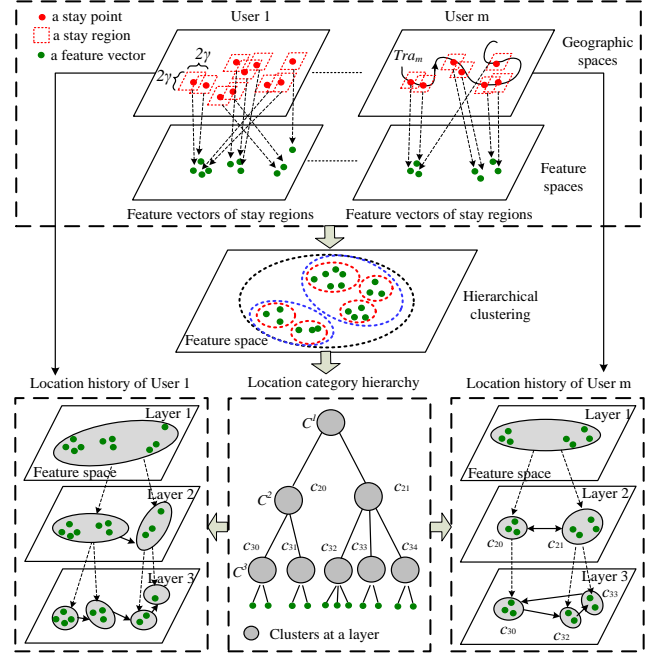 a stay point
a stay region
a feature vector
User 1
User m
2γ
2γ
Tra_m
Geographic
spaces
Feature
spaces
Feature vectors of stay regions
Feature vectors of stay regions
Feature space
Hierarchical
clustering
Location history of User 1
Location category hierarchy
Location history of User m
Layer 1
Feature space
Layer 2
Layer 3
C^1
C^2
c20
c21
c30
c31
c32
c33
c34
C^3
Clusters at a layer
Layer 1
Feature space
Layer 2
c20
c21
Layer 3
c33
c30
c32